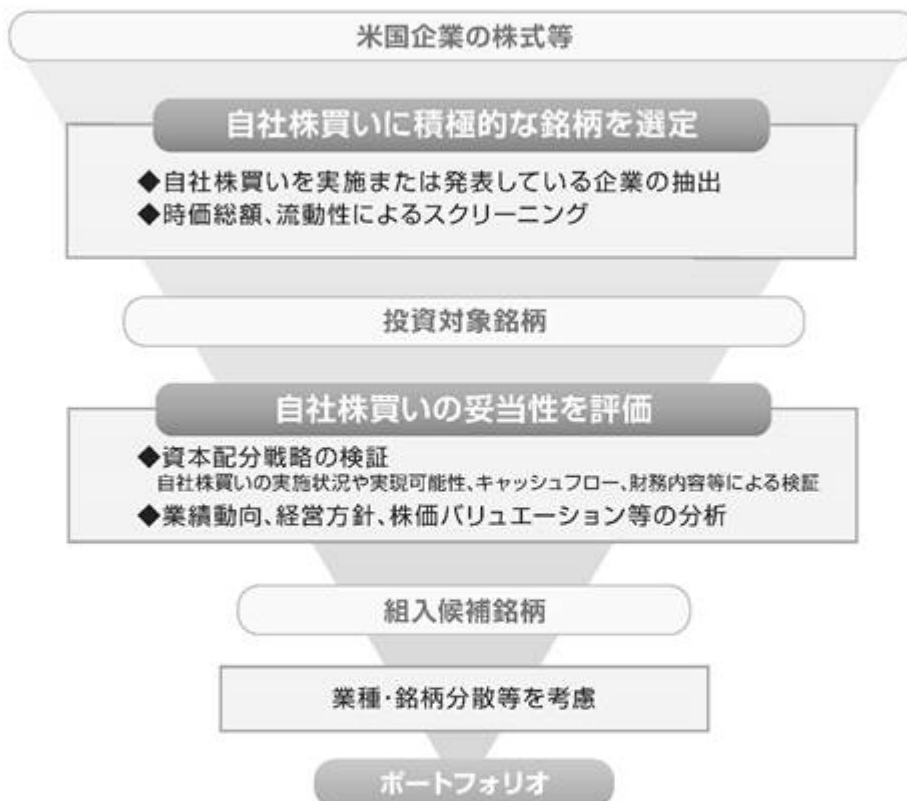 米国企業の株式等
自社株買いに積極的な銘柄を選定
◆自社株買いを実施または発表している企業の抽出
◆時価総額、流動性によるスクリーニング
投資対象銘柄
自社株買いの妥当性を評価
◆資本配分戦略の検証
自社株買いの実施状況や実現可能性、キャッシュフロー、財務内容等による検証
◆業績動向、経営方針、株価バリュエーション等の分析
組入候補銘柄
業種・銘柄分散等を考慮
ポートフォリオ